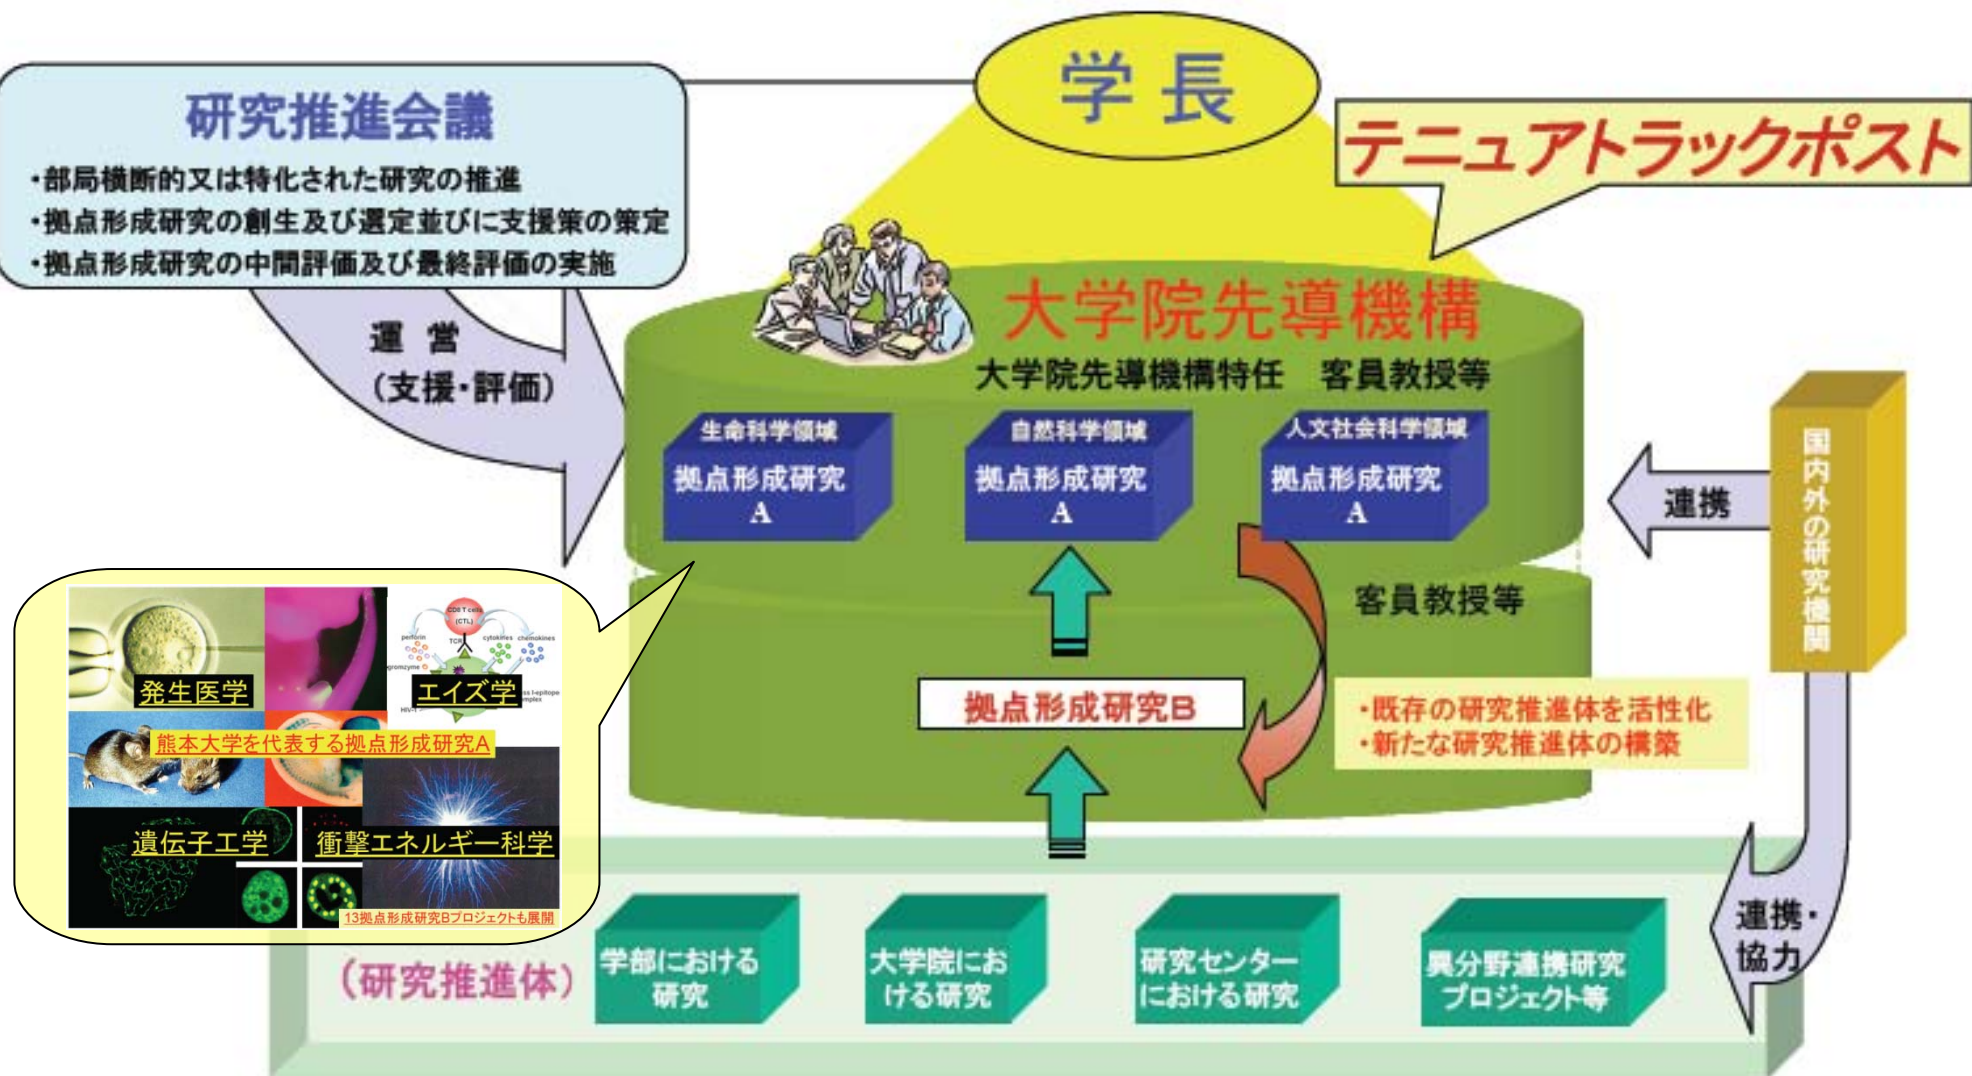 学長
研究推進会議
・部局横断的又は特化された研究の推進
・拠点形成研究の創生及び選定並びに支援策の策定
・拠点形成研究の中間評価及び最終評価の実施
テニュアトラックポスト
運営
(支援・評価)
大学院先導機構
大学院先導機構特任 客員教授等
生命科学領域
拠点形成研究
A
自然科学領域
拠点形成研究
A
人文社会科学領域
拠点形成研究
A
連携
国内外の研究機関
客員教授等
拠点形成研究B
・既存の研究推進体を活性化
・新たな研究推進体の構築
CD8 T cells
(CTL)
perforin
TCR
cytokines
chemokines
発生医学
エイズ学
熊本大学を代表する拠点形成研究A
遺伝子工学
衝撃エネルギー科学
13拠点形成研究Bプロジェクトも展開
連携・
協力
(研究推進体)
学部における
研究
大学院にお
ける研究
研究センター
における研究
異分野連携研究
プロジェクト等